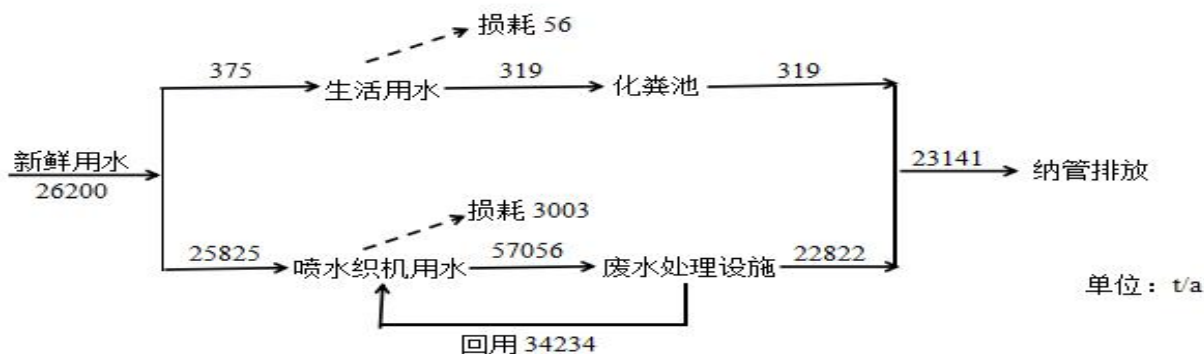 损耗 56
375
生活用水
319
化粪池
319
新鲜用水
26200
23141
纳管排放
损耗 3003
25825
喷水织机用水
57056
废水处理设施
22822
单位：t/a
回用 34234